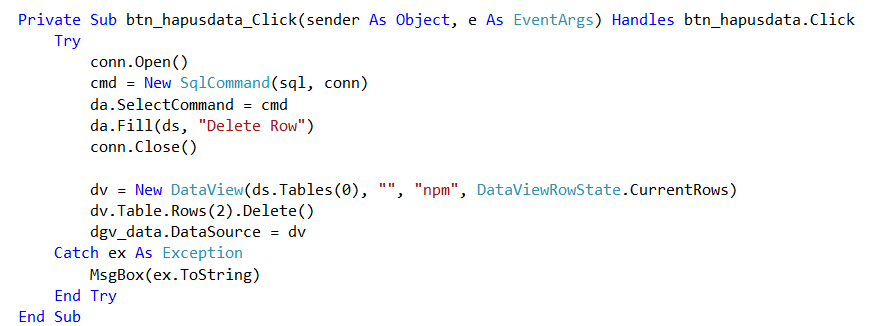 Private Sub btn_hapusdata_Click(sender As Object, e As EventArgs) Handles btn_hapusdata.Click
Try
conn.Open()
cmd = New SqlCommand(sql, conn)
da.SelectCommand = cmd
da.Fill(ds, "Delete Row")
conn.Close()
dv = New DataView(ds.Tables(0), "", "npm", DataViewRowState.CurrentRows)
dv.Table.Rows(2).Delete()
dgv_data.DataSource = dv
Catch ex As Exception
MsgBox(ex.ToString)
End Try
End Sub